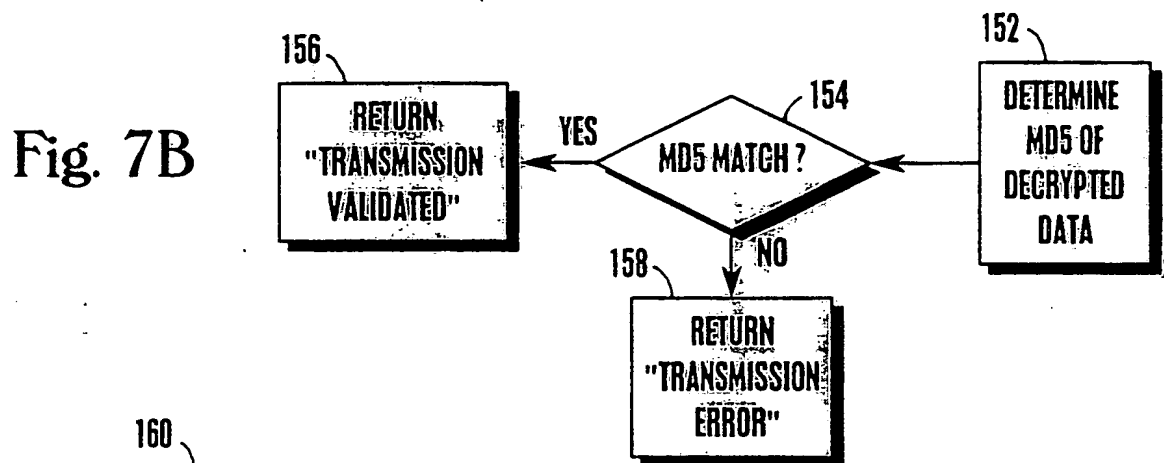 Fig. 7B
156
RETURN
"TRANSMISSION
VALIDATED"
YES
154
MD5 MATCH ?
152
DETERMINE
MD5 OF
DECRYPTED
DATA
NO
158
RETURN
"TRANSMISSION
ERROR"
160